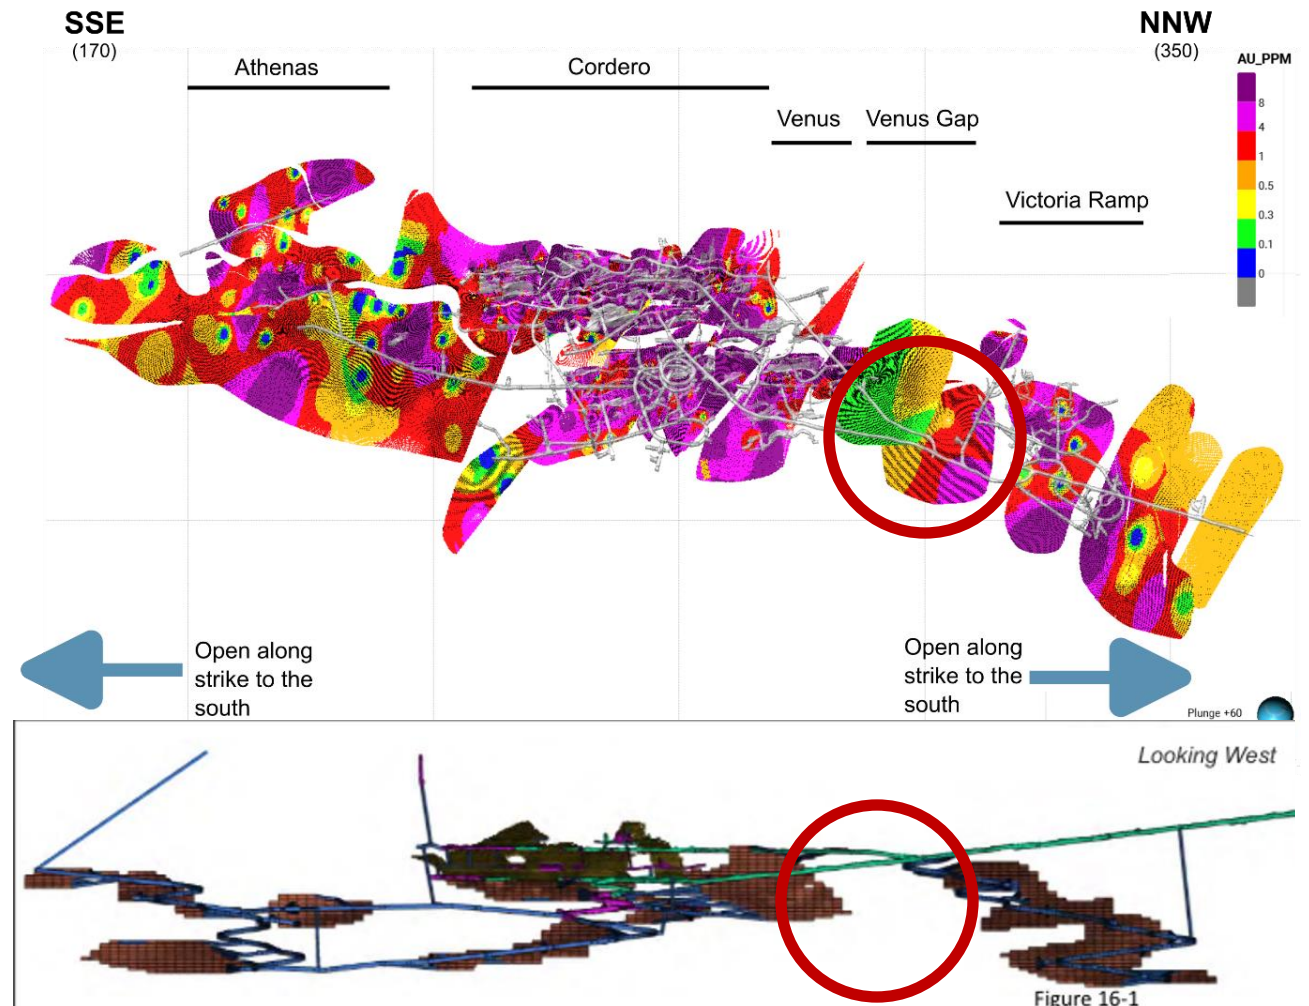 SSE
(170)
NNW
(350)
Athenas
Cordero
Venus
Venus Gap
Victoria Ramp
AU_PPM
8
4
1
0.5
0.3
0.1
0
Open along
strike to the
south
Open along
strike to the
south
Plunge +60
Looking West
Figure 16-1